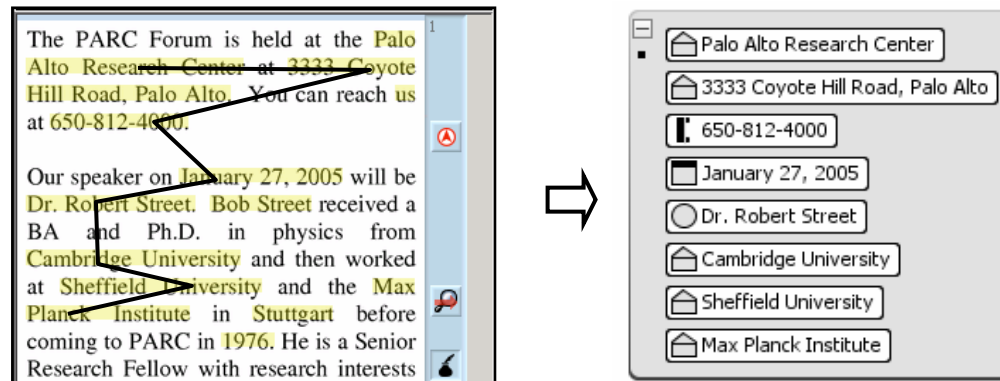 The PARC Forum is held at the Palo
Alto Research Center at 3333 Coyote
Hill Road, Palo Alto. You can reach us
at 650-812-4000.
Our speaker on January 27, 2005 will be
Dr. Robert Street. Bob Street received a
BA and Ph.D. in physics from
Cambridge University and then worked
at Sheffield University and the Max
Planck Institute in Stuttgart before
coming to PARC in 1976. He is a Senior
Research Fellow with research interests
1
Palo Alto Research Center
3333 Coyote Hill Road, Palo Alto
650-812-4000
January 27, 2005
Dr. Robert Street
Cambridge University
Sheffield University
Max Planck Institute